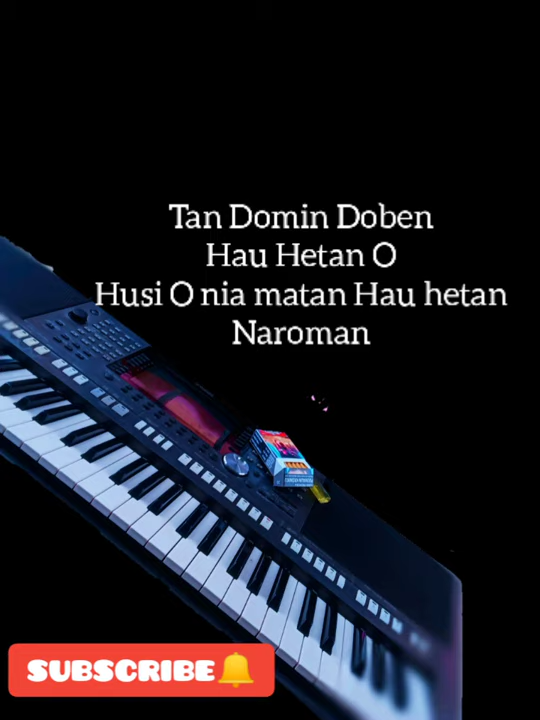 Tan Domin Doben
Hau Hetan O
Husi O nia matan Hau hetan
Naroman
SUBSCRIBE